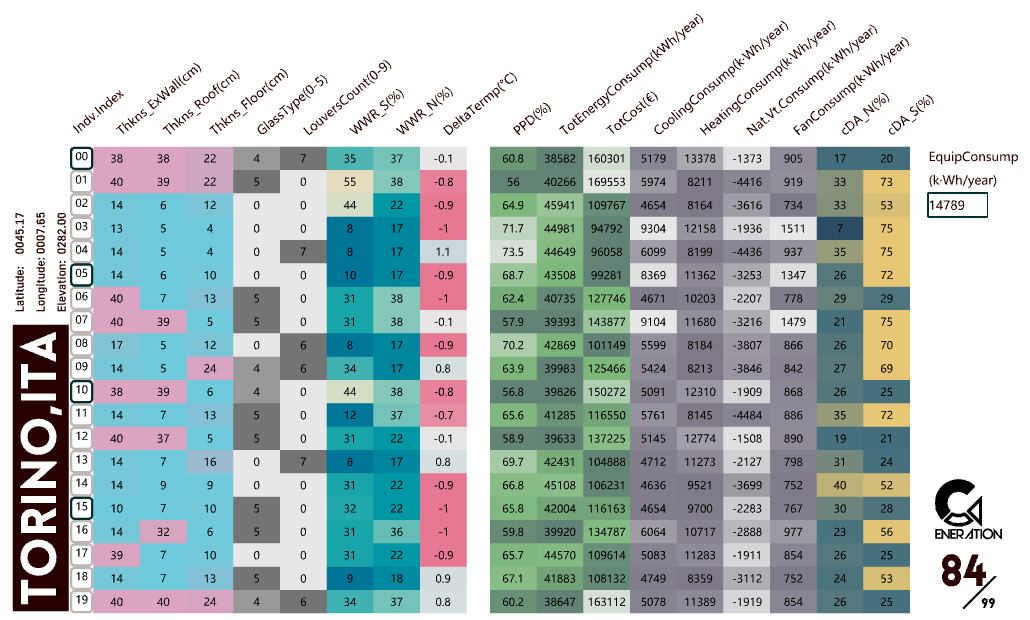 Indv.Index Thkns_ExWall(cm) Thkns_Roof(cm) Thkns_Floor(cm) GlassType(0-5) LouversCount(0-9) WWR_S(%) WWR_N(%) DeltaTermp(°C) PPD(%) TotEnergyConsump(kWh/year) TotCost(€) CoolingConsump(k·Wh/year) HeatingConsump(k·Wh/year) Nat.Vt.Consump(k·Wh/year) FanConsump(k·Wh/year) cDA_N(%) cDA_S(%)
00 38 38 22 4 7 35 37 -0.1 60.8 38582 160301 5179 13378 -1373 905 17 20
01 40 39 22 5 0 55 38 -0.8 56 40266 169553 5974 8211 -4416 919 33 73
02 14 6 12 0 0 44 22 -0.9 64.9 45941 109767 4654 8164 -3616 734 33 53
03 13 5 4 0 0 8 17 -1 71.7 44981 94792 9304 12158 -1936 1511 7 75
04 14 5 4 0 7 8 17 1.1 73.5 44649 96058 6099 8199 -4436 937 35 75
05 14 6 10 0 0 10 17 -0.9 68.7 43508 99281 8369 11362 -3253 1347 26 72
06 40 7 13 5 0 31 38 -1 62.4 40735 127746 4671 10203 -2207 778 29 29
07 40 39 5 5 0 31 38 -0.1 57.9 39393 143877 9104 11680 -3216 1479 21 75
08 17 5 12 0 6 8 17 -0.9 70.2 42869 101149 5599 8184 -3807 866 26 70
09 14 5 24 4 6 34 17 0.8 63.9 39983 125466 5424 8213 -3846 842 27 69
10 38 39 6 4 0 44 38 -0.8 56.8 39826 150272 5091 12310 -1909 868 26 25
11 14 7 13 5 0 12 37 -0.7 65.6 41285 116550 5761 8145 -4484 886 35 72
12 40 37 5 5 0 31 22 -0.1 58.9 39633 137225 5145 12774 -1508 890 19 21
13 14 7 16 0 7 8 17 0.8 69.7 42431 104888 4712 11273 -2127 798 31 24
14 14 9 9 0 0 31 22 -0.9 66.8 45108 106231 4636 9521 -3699 752 40 52
15 10 7 10 5 0 32 22 -1 65.8 42004 116163 4654 9700 -2283 767 30 28
16 14 32 6 5 0 31 36 -1 59.8 39920 134787 6064 10717 -2888 977 23 56
17 39 7 10 0 0 31 22 -0.9 65.7 44570 109614 5083 11283 -1911 854 26 25
18 14 7 13 5 0 9 18 0.9 67.1 41883 108132 4749 8359 -3112 752 24 53
19 40 40 24 4 6 34 37 0.8 60.2 38647 163112 5078 11389 -1919 854 26 25
EquipConsump
(k·Wh/year)
14789
Latitude: 0045.17
Longitude: 0007.65
Elevation: 0282.00
TORINO,ITA
G
ENERATION
84/99